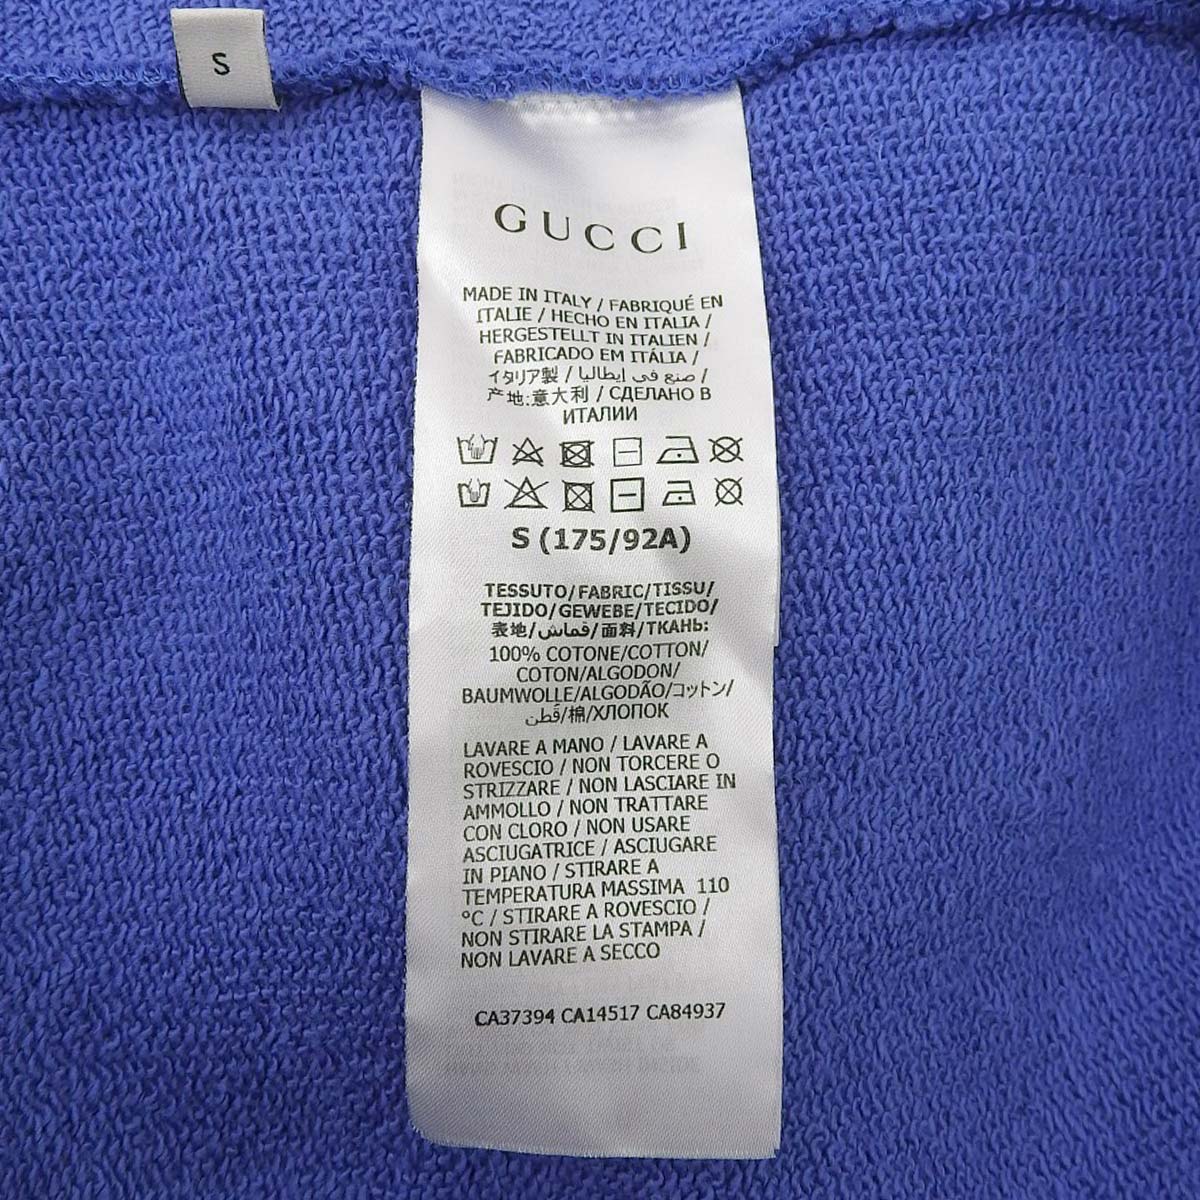 S
GUCCI
MADE IN ITALY / FABRIQUÉ EN
ITALIE / HECHO EN ITALIA /
HERGESTELLT IN ITALIEN /
FABRICADO EM ITÁLIA /
イタリア製 / صنع في إيطاليا /
产地:意大利 / СДЕЛАНО В
ИТАЛИИ
S (175/92A)
TESSUTO/FABRIC/TISSU/
TEJIDO/GEWEBE/TECIDO/
表地/قماش/面料/ТКАНЬ:
100% COTONE/COTTON/
COTON/ALGODON/
BAUMWOLLE/ALGODÃO/コットン/
قُطن/棉/ХЛОПОК
LAVARE A MANO / LAVARE A
ROVESCIO / NON TORCERE O
STRIZZARE / NON LASCIARE IN
AMMOLLO / NON TRATTARE
CON CLORO / NON USARE
ASCIUGATRICE / ASCIUGARE
IN PIANO / STIRARE A
TEMPERATURA MASSIMA 110
°C / STIRARE A ROVESCIO /
NON STIRARE LA STAMPA /
NON LAVARE A SECCO
CA37394 CA14517 CA84937